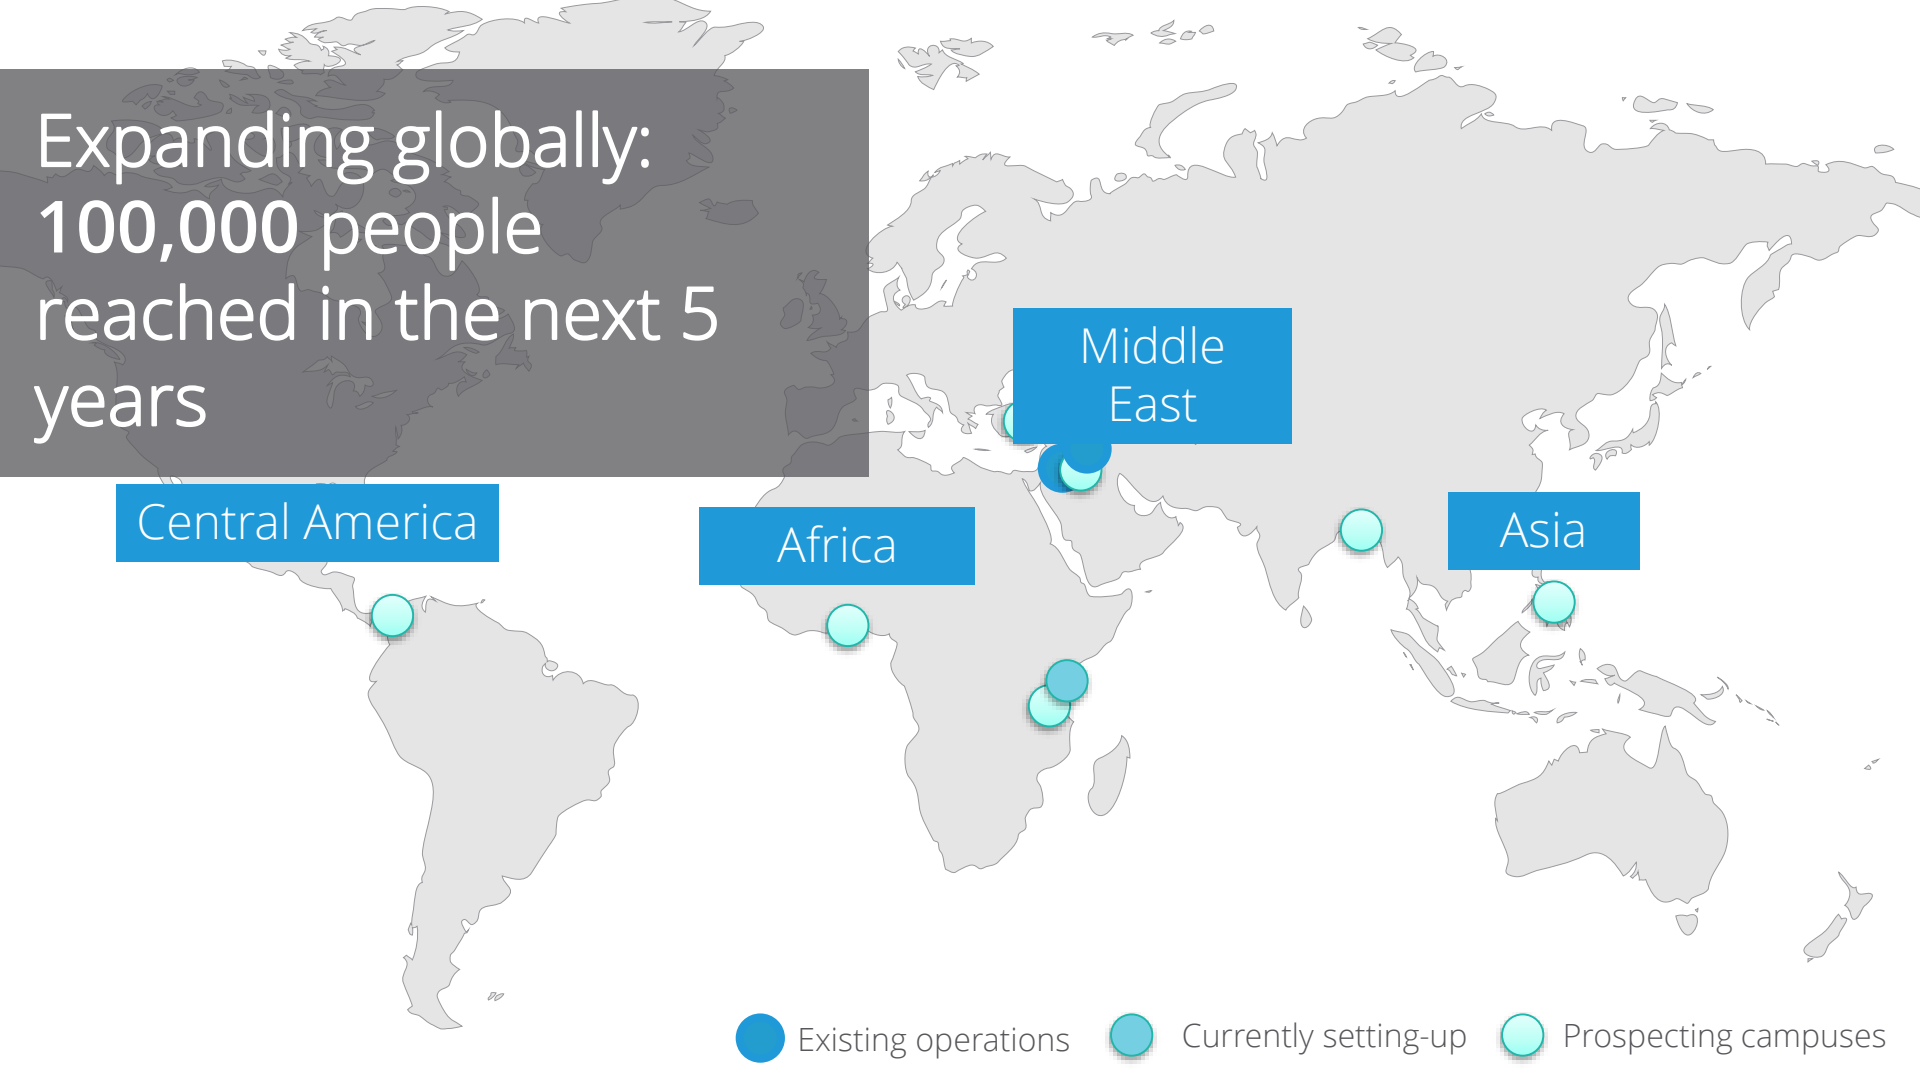 Expanding globally:
100,000 people
reached in the next 5
years
Middle
East
Central America
Africa
Asia
Existing operations
Currently setting-up
Prospecting campuses